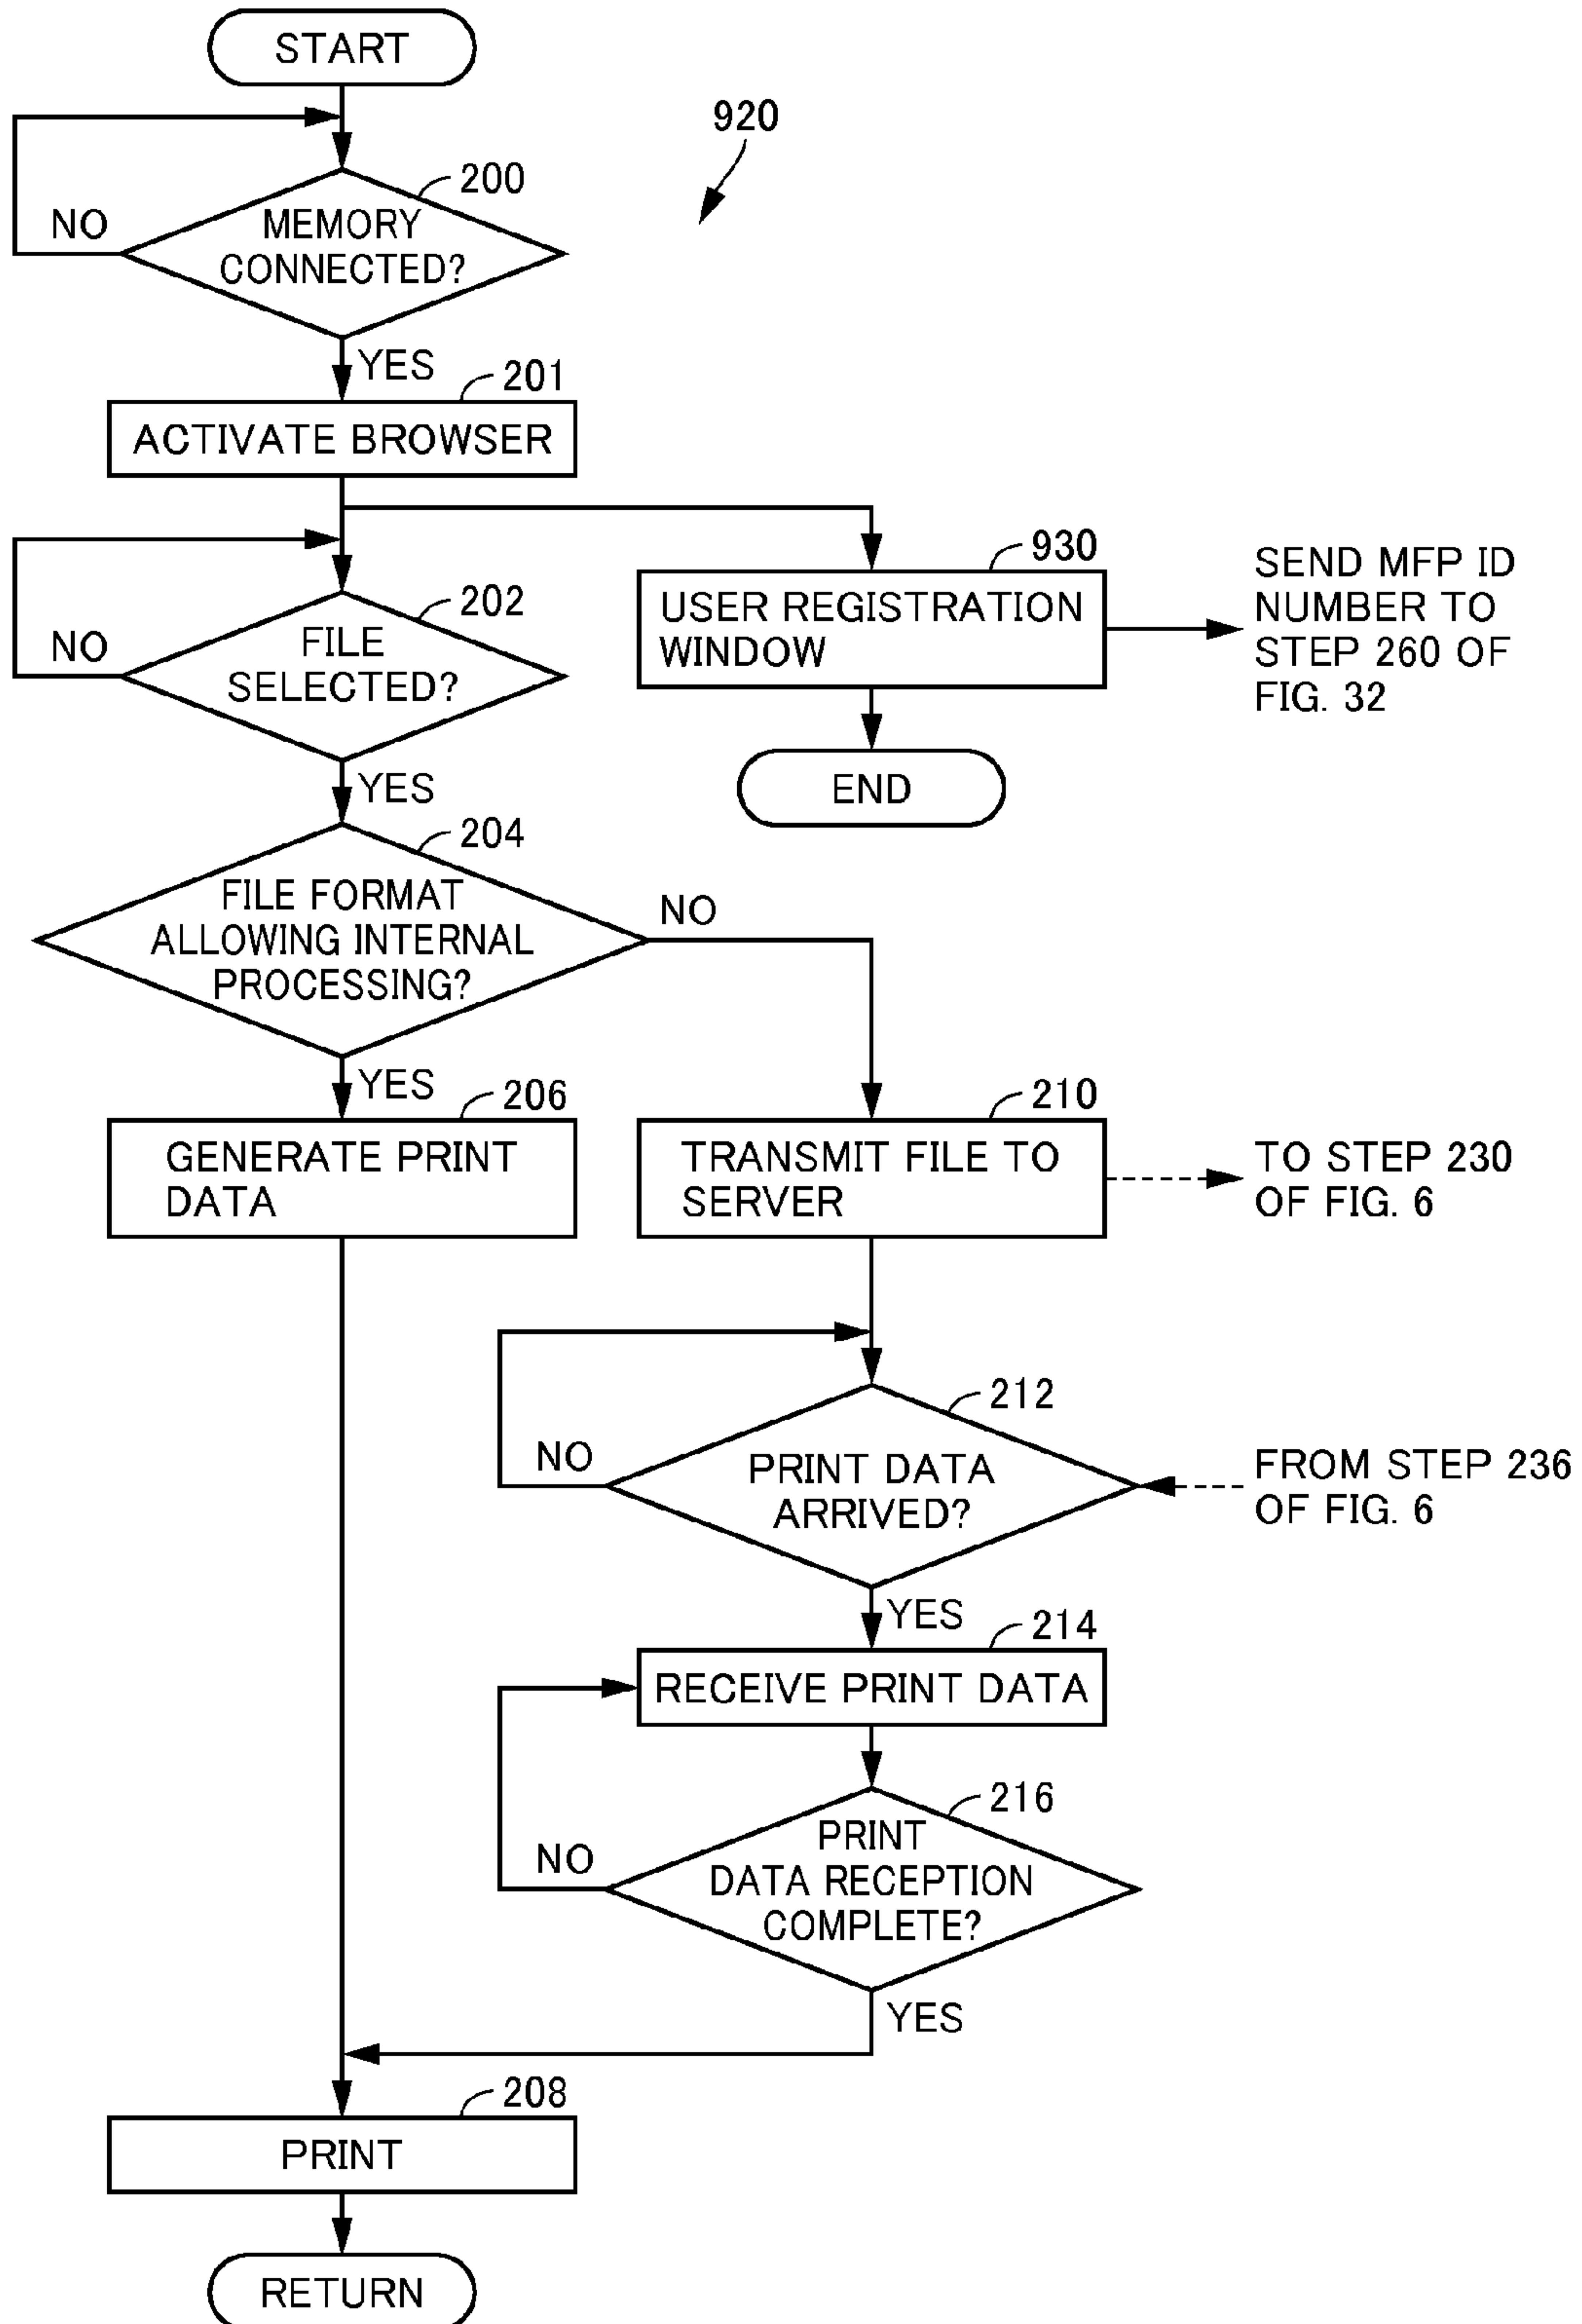 START
920
200
NO
MEMORY
CONNECTED?
YES
201
ACTIVATE BROWSER
930
USER REGISTRATION
WINDOW
SEND MFP ID
NUMBER TO
STEP 260 OF
FIG. 32
202
NO
FILE
SELECTED?
END
YES
204
FILE FORMAT
ALLOWING INTERNAL
PROCESSING?
NO
YES
206
GENERATE PRINT
DATA
210
TRANSMIT FILE TO
SERVER
TO STEP 230
OF FIG. 6
212
NO
PRINT DATA
ARRIVED?
FROM STEP 236
OF FIG. 6
YES
214
RECEIVE PRINT DATA
216
NO
PRINT
DATA RECEPTION
COMPLETE?
YES
208
PRINT
RETURN